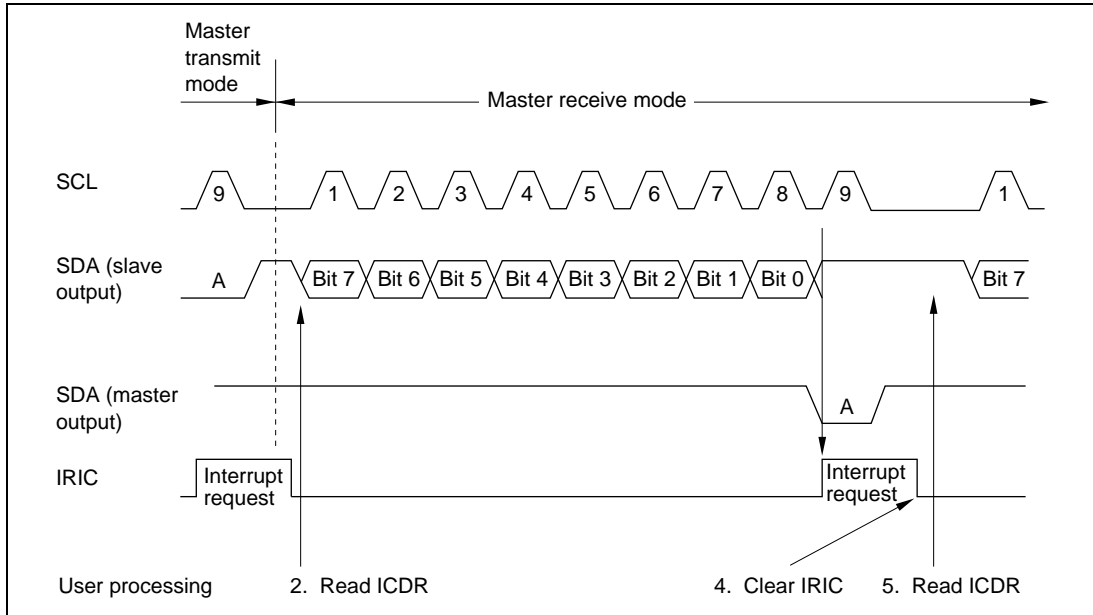 Master
transmit
mode
Master receive mode
SCL
9 1 2 3 4 5 6 7 8 9 1
SDA (slave
output)
A Bit 7 Bit 6 Bit 5 Bit 4 Bit 3 Bit 2 Bit 1 Bit 0 Bit 7
SDA (master
output)
A
IRIC
Interrupt
request
Interrupt
request
User processing 2. Read ICDR 4. Clear IRIC 5. Read ICDR